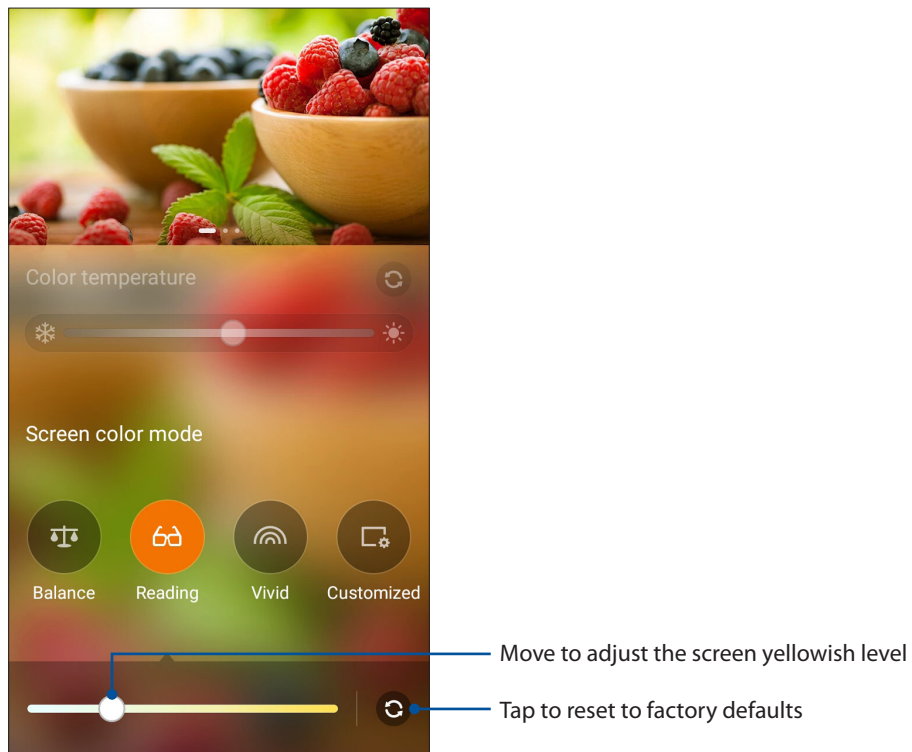 Color temperature
Screen color mode
Balance Reading Vivid Customized
Move to adjust the screen yellowish level
Tap to reset to factory defaults